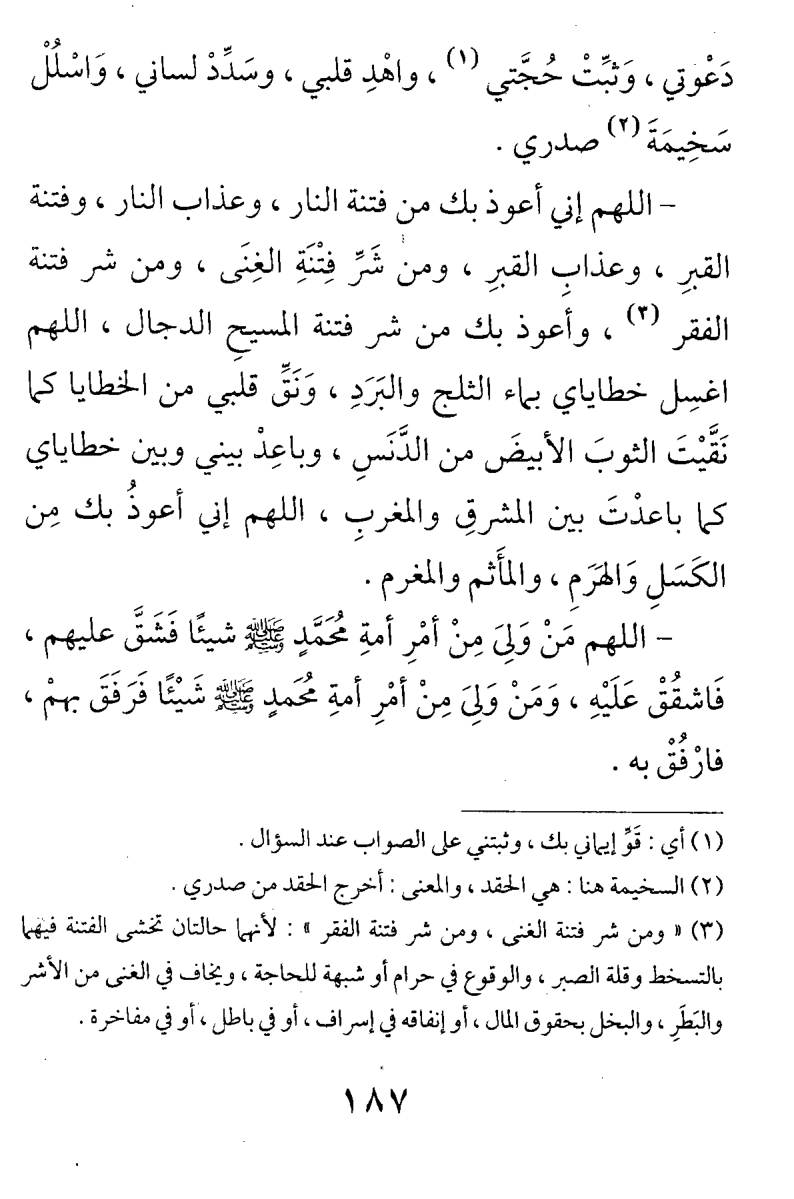 دَعْوَتي ، وَثبِّتْ حُجَّتي (١) ، واهْدِ قلبي ، وسَدِّدْ لساني ، وَاسْلُلْ
سَخِيمَةَ (٢) صدري .
– اللهم إني أعوذ بك من فتنة النار ، وعذاب النار ، وفتنة
القبرِ ، وعذابِ القبرِ ، ومن شَرِّ فِتْنَةِ الغِنَى ، ومن شر فتنة
الفقر (٣) ، وأعوذ بك من شر فتنة المسيحِ الدجال ، اللهم
اغسِل خطاياي بماء الثلج والبَرَدِ ، وَنَقِّ قلبي من الخطايا كما
نَقَّيْتَ الثوبَ الأبيضَ من الدَّنَسِ ، وباعِدْ بيني وبين خطاياي
كما باعدْتَ بين المشرقِ والمغربِ ، اللهم إني أعوذُ بك مِن
الكَسَلِ وَالهَرَمِ ، والمأَثم والمغرم .
– اللهم مَنْ وَلِيَ مِنْ أمْرِ أمةِ مُحَمَّدٍ ﷺ شيئًا فَشَقَّ عليهم ،
فَاشقُقْ عَلَيْهِ ، وَمَنْ وَلِيَ مِنْ أمْرِ أمةِ مُحَمدٍ ﷺ شَيْئًا فَرَفَقَ بهِمْ ،
فارْفُقْ به .
(١) أي : قَوِّ إيماني بك ، وثبتني على الصواب عند السؤال .
(٢) السخيمة هنا : هي الحقد ، والمعنى : أخرج الحقد من صدري .
(٣) « ومن شر فتنة الغنى ، ومن شر فتنة الفقر » : لأنهما حالتان تخشى الفتنة فيهما
بالتسخط وقلة الصبر ، والوقوع في حرام أو شبهة للحاجة ، ويخاف في الغنى من الأشر
والبَطَرِ ، والبخل بحقوق المال ، أو إنفاقه في إسراف ، أو في باطل ، أو في مفاخرة .
١٨٧